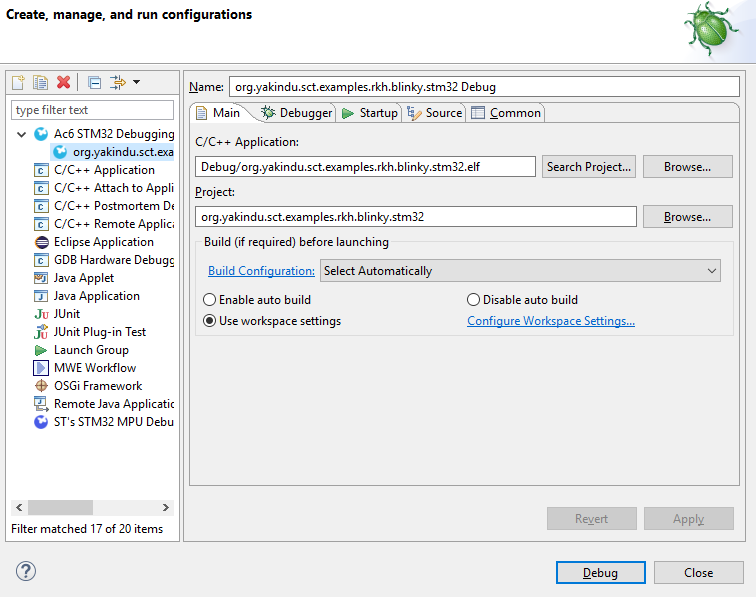 Create, manage, and run configurations
type filter text
Ac6 STM32 Debugging
org.yakindu.sct.exa
C/C++ Application
C/C++ Attach to Appli
C/C++ Postmortem De
C/C++ Remote Applica
Eclipse Application
GDB Hardware Debugg
Java Applet
Java Application
JUnit
JUnit Plug-in Test
Launch Group
MWE Workflow
OSGi Framework
Remote Java Applicatic
ST's STM32 MPU Debu
Filter matched 17 of 20 items
Name: org.yakindu.sct.examples.rkh.blinky.stm32 Debug
Main Debugger Startup Source Common
C/C++ Application:
Debug/org.yakindu.sct.examples.rkh.blinky.stm32.elf Search Project... Browse...
Project:
org.yakindu.sct.examples.rkh.blinky.stm32 Browse...
Build (if required) before launching
Build Configuration: Select Automatically
Enable auto build Disable auto build
Use workspace settings Configure Workspace Settings...
Revert Apply
Debug Close